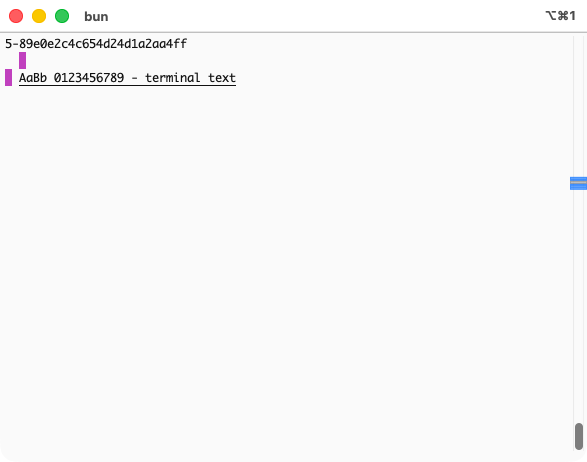 bun
⌥⌘1
5-89e0e2c4c654d24d1a2aa4ff
AaBb 0123456789 - terminal text